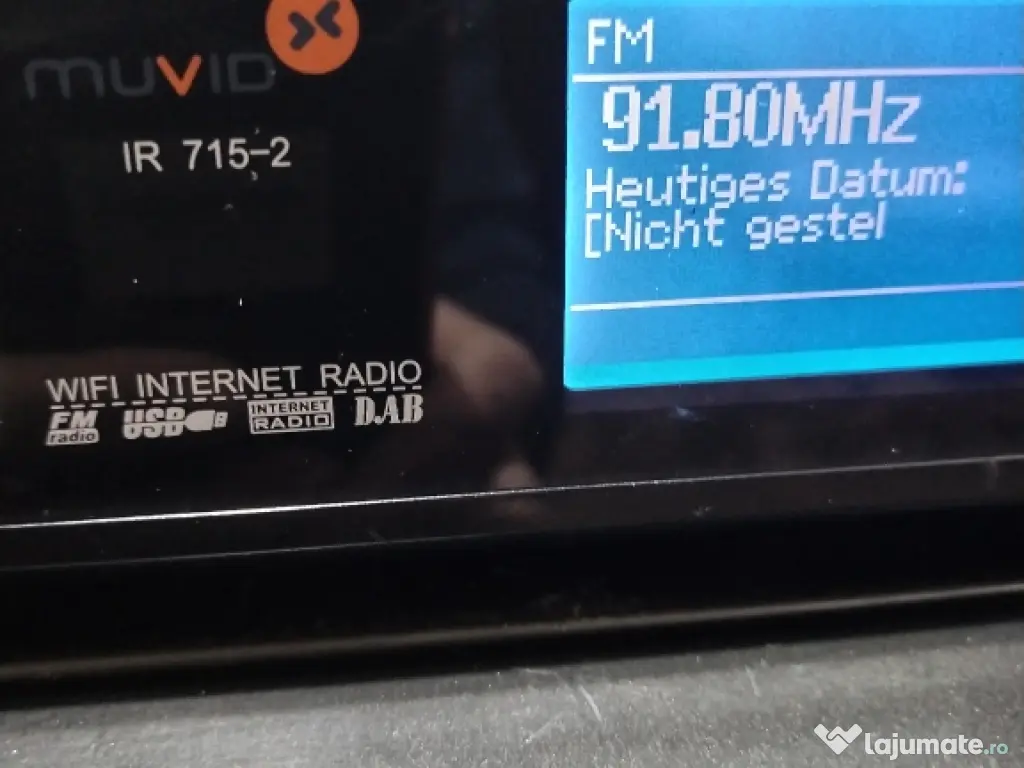 muvid
IR 715-2
WIFI INTERNET RADIO
FM radio
USB
INTERNET RADIO
DAB
FM
91.80MHz
Heutiges Datum:
[Nicht gestel
lajumate.ro